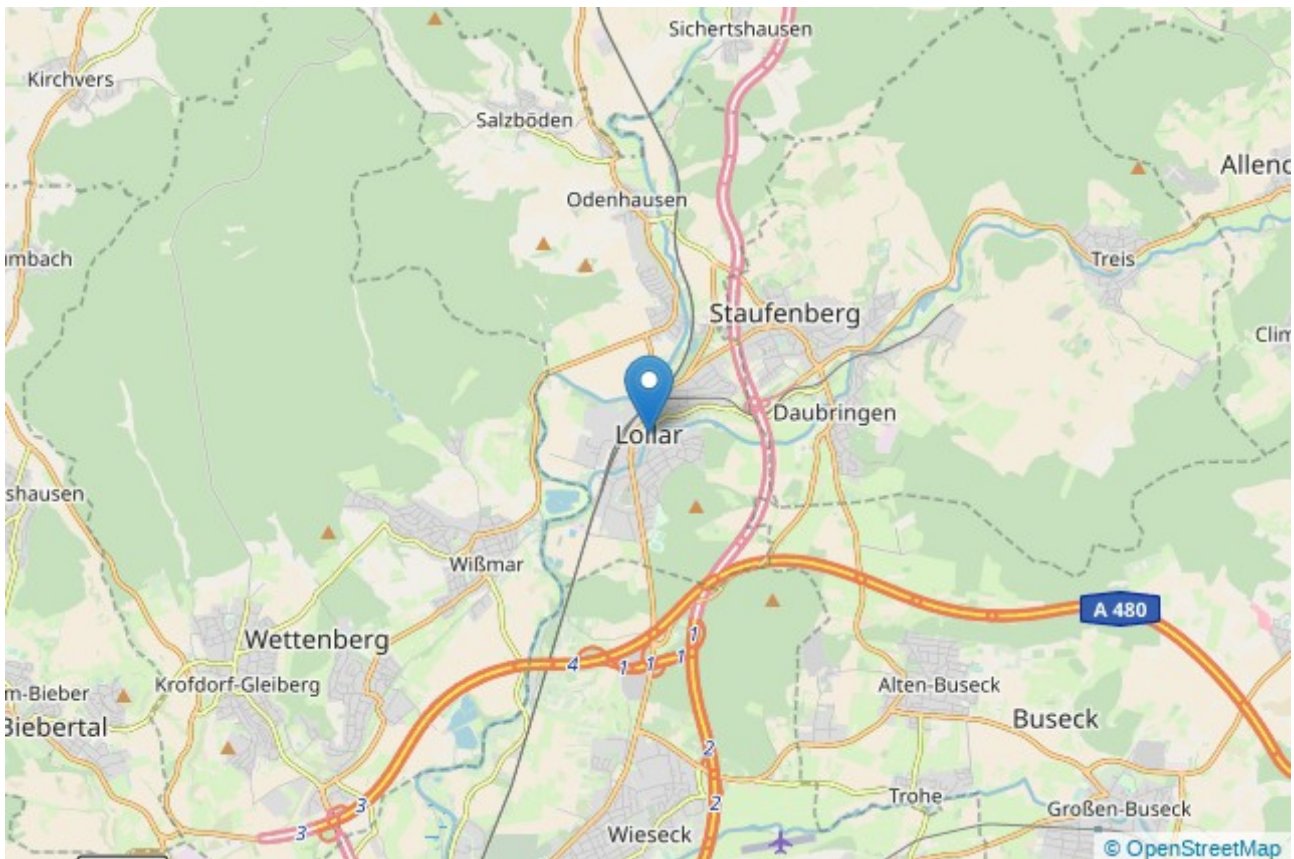 Sichertshausen
Kirchvers
Salzböden
Allend
Odenhausen
ambach
Treis
Staufenberg
Clim
Daubringen
Lollar
shausen
Wißmar
A 480
Wettenberg
1
4
1
1
1
m-Bieber
Krofdorf-Gleiberg
Alten-Buseck
Biebertal
Buseck
2
Trohe
2
3
3
Großen-Buseck
Wieseck
© OpenStreetMap